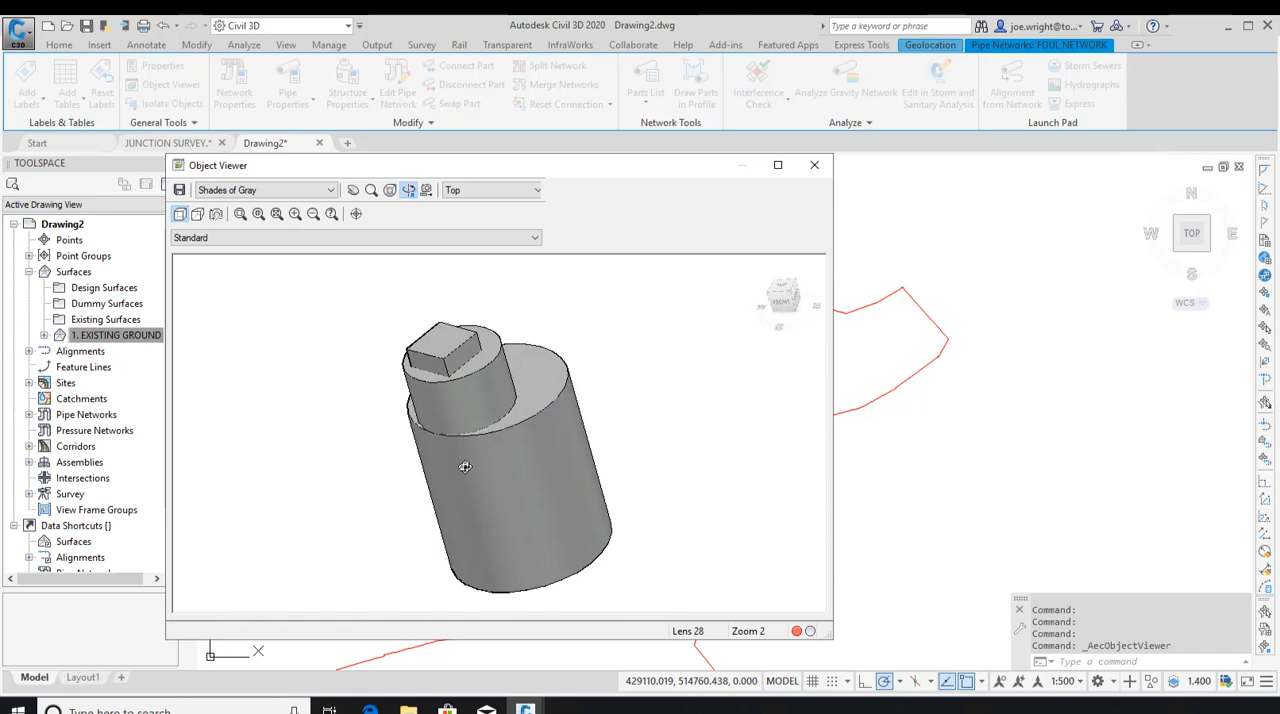 C3D
Civil 3D
Autodesk Civil 3D 2020 Drawing2.dwg
Type a keyword or phrase
joe.wright@to...
Home Insert Annotate Modify Analyze View Manage Output Survey Rail Transparent InfraWorks Collaborate Help Add-ins Featured Apps Express Tools Geolocation Pipe Networks: FOUL NETWORK
Add Labels
Add Tables
Reset Labels
Labels & Tables
Properties
Object Viewer
Isolate Objects
General Tools
Network Properties
Pipe Properties
Structure Properties
Edit Pipe Network
Connect Part
Disconnect Part
Swap Part
Split Network
Merge Networks
Reset Connection
Modify
Parts List
Draw Parts in Profile
Network Tools
Interference Check
Analyze Gravity Network
Edit in Storm and Sanitary Analysis
Analyze
Alignment from Network
Storm Sewers
Hydrographs
Express
Launch Pad
Start JUNCTION SURVEY.* Drawing2*
TOOLSPACE
Active Drawing View
Drawing2
Points
Point Groups
Surfaces
Design Surfaces
Dummy Surfaces
Existing Surfaces
1. EXISTING GROUND
Alignments
Feature Lines
Sites
Catchments
Pipe Networks
Pressure Networks
Corridors
Assemblies
Intersections
Survey
View Frame Groups
Data Shortcuts []
Surfaces
Alignments
Object Viewer
Shades of Gray
Top
Standard
FRONT
Lens 28 Zoom 2
N
W TOP E
S
WCS
X
Command:
Command:
Command:
Command: _AecObjectViewer
Type a command
Model Layout1
429110.019, 514760.438, 0.000 MODEL 1:500 1.400
Type here to search